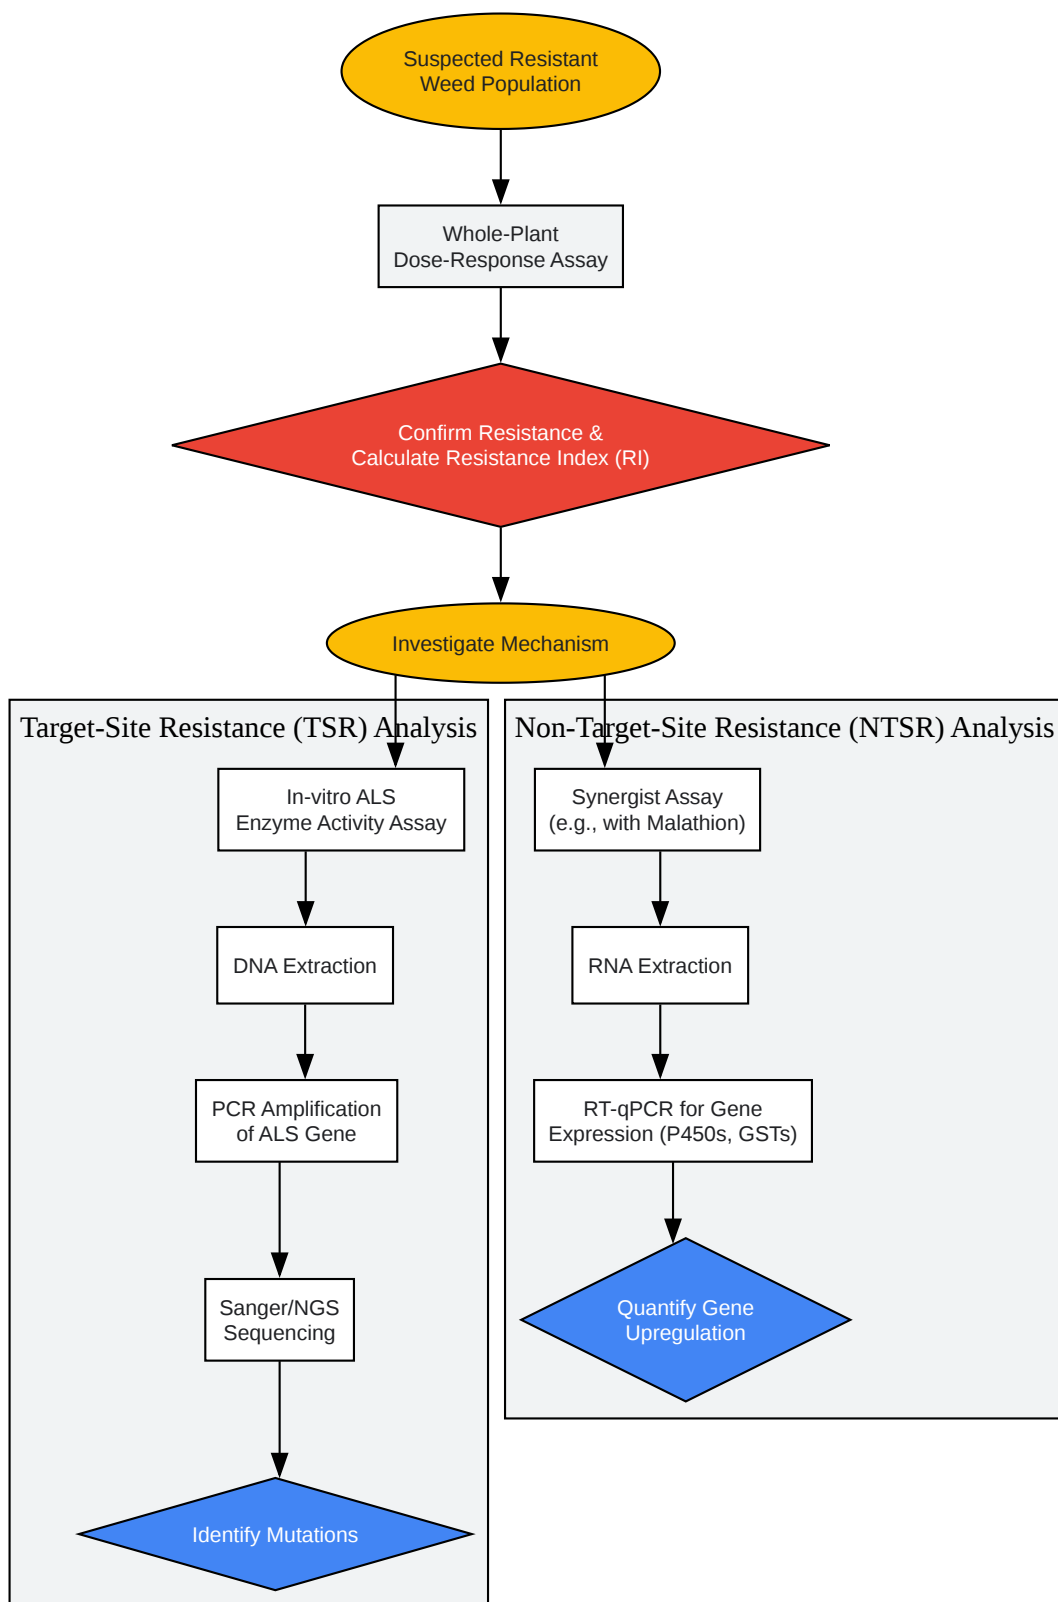 Suspected Resistant
Weed Population
Whole-Plant
Dose-Response Assay
Confirm Resistance &
Calculate Resistance Index (RI)
Investigate Mechanism
Target-Site Resistance (TSR) Analysis
In-vitro ALS
Enzyme Activity Assay
DNA Extraction
PCR Amplification
of ALS Gene
Sanger/NGS
Sequencing
Identify Mutations
Non-Target-Site Resistance (NTSR) Analysis
Synergist Assay
(e.g., with Malathion)
RNA Extraction
RT-qPCR for Gene
Expression (P450s, GSTs)
Quantify Gene
Upregulation